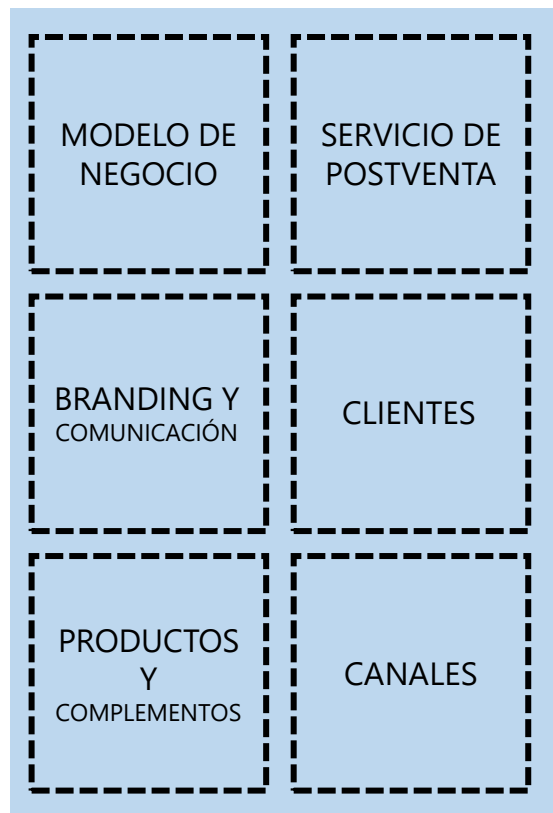 MODELO DE
NEGOCIO
SERVICIO DE
POSTVENTA
BRANDING Y
COMUNICACIÓN
CLIENTES
PRODUCTOS
Y
COMPLEMENTOS
CANALES